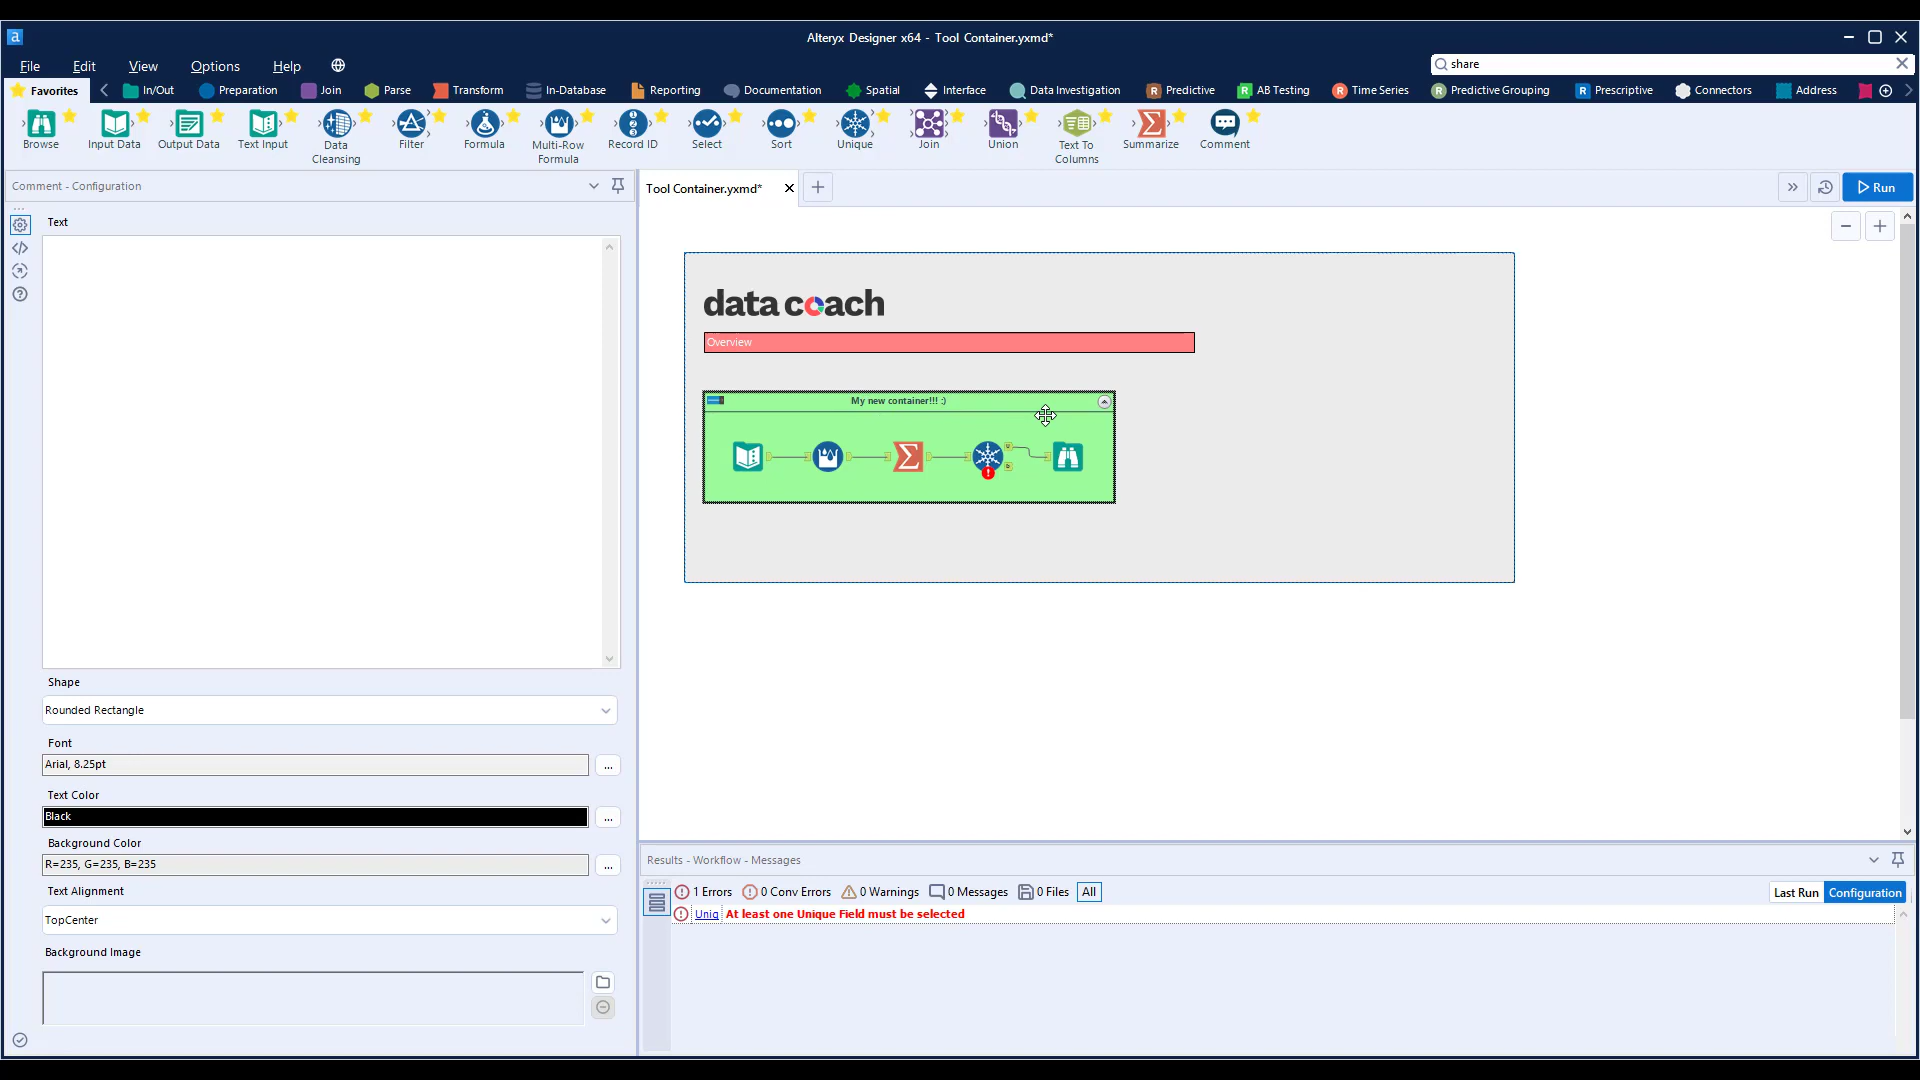 a
Alteryx Designer x64 - Tool Container.yxmd*
File Edit View Options Help
share
Favorites In/Out Preparation Join Parse Transform In-Database Reporting Documentation Spatial Interface Data Investigation Predictive AB Testing Time Series Predictive Grouping Prescriptive Connectors Address
Browse Input Data Output Data Text Input Data Cleansing Filter Formula Multi-Row Formula Record ID Select Sort Unique Join Union Text To Columns Summarize Comment
Comment - Configuration
Tool Container.yxmd*
Run
Text
data coach
Overview
My new container!!! :)
Shape
Rounded Rectangle
Font
Arial, 8.25pt
...
Text Color
Black
...
Background Color
R=235, G=235, B=235
...
Text Alignment
TopCenter
Background Image
Results - Workflow - Messages
1 Errors 0 Conv Errors 0 Warnings 0 Messages 0 Files All
Last Run Configuration
Uniq At least one Unique Field must be selected